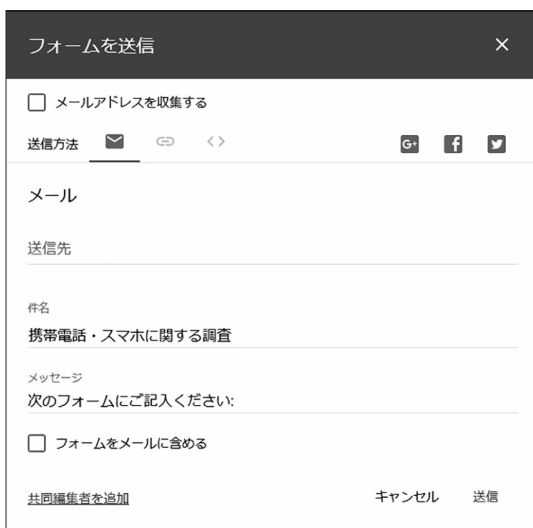 フォームを送信
メールアドレスを収集する
送信方法
G+
メール
送信先
件名
携帯電話・スマホに関する調査
メッセージ
次のフォームにご記入ください:
フォームをメールに含める
共同編集者を追加 キャンセル 送信